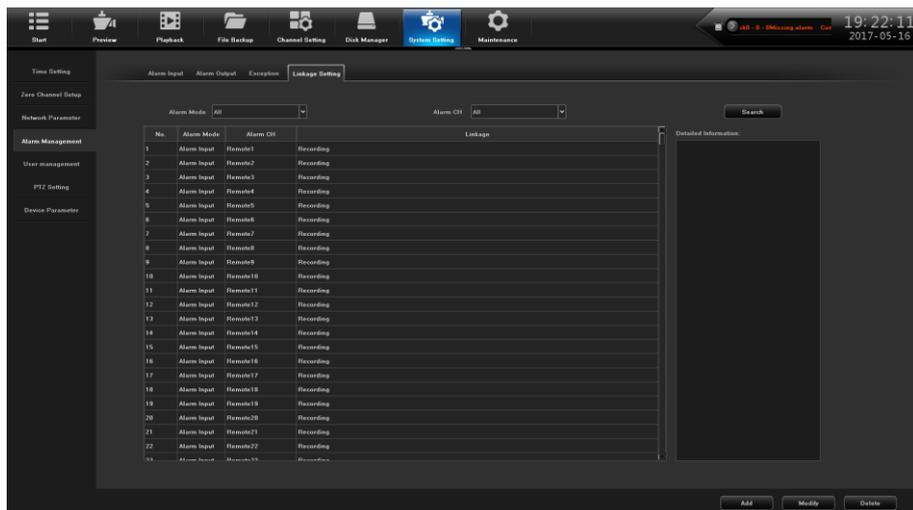 Start
Preview
Playback
File Backup
Channel Setting
Disk Manager
System Setting
Maintenance
0 - 0Missing alarm
19:22:11
2017-05-16
Time Setting
Zero Channel Setup
Network Parameter
Alarm Management
User management
PTZ Setting
Device Parameter
Alarm Input Alarm Output Exception Linkage Setting
Alarm Mode All Alarm CH All Search
No. Alarm Mode Alarm CH Linkage
Detailed Information:
1 Alarm Input Remote1 Recording
2 Alarm Input Remote2 Recording
3 Alarm Input Remote3 Recording
4 Alarm Input Remote4 Recording
5 Alarm Input Remote5 Recording
6 Alarm Input Remote6 Recording
7 Alarm Input Remote7 Recording
8 Alarm Input Remote8 Recording
9 Alarm Input Remote9 Recording
10 Alarm Input Remote10 Recording
11 Alarm Input Remote11 Recording
12 Alarm Input Remote12 Recording
13 Alarm Input Remote13 Recording
14 Alarm Input Remote14 Recording
15 Alarm Input Remote15 Recording
16 Alarm Input Remote16 Recording
17 Alarm Input Remote17 Recording
18 Alarm Input Remote18 Recording
19 Alarm Input Remote19 Recording
20 Alarm Input Remote20 Recording
21 Alarm Input Remote21 Recording
22 Alarm Input Remote22 Recording
23 Alarm Input Remote23 Recording
Add Modify Delete